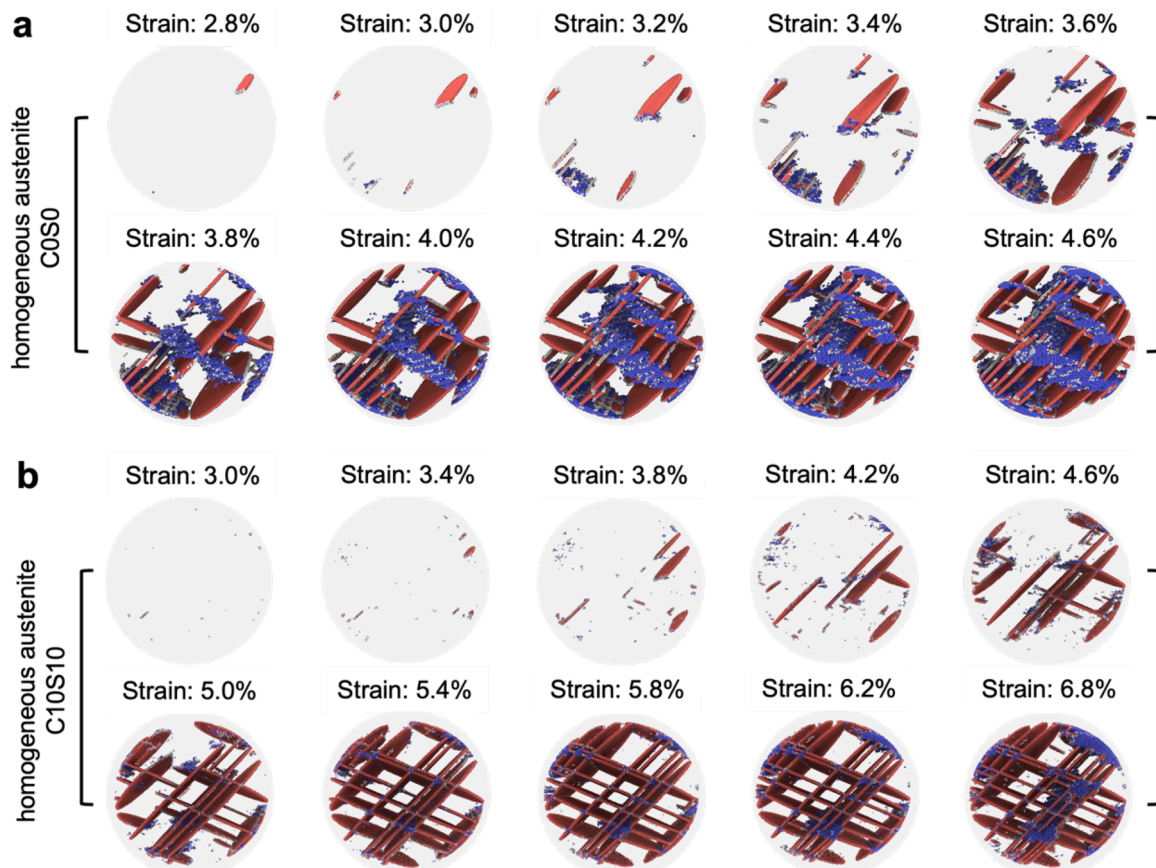 a
Strain: 2.8%
Strain: 3.0%
Strain: 3.2%
Strain: 3.4%
Strain: 3.6%
homogeneous austenite
C0S0
Strain: 3.8%
Strain: 4.0%
Strain: 4.2%
Strain: 4.4%
Strain: 4.6%
b
Strain: 3.0%
Strain: 3.4%
Strain: 3.8%
Strain: 4.2%
Strain: 4.6%
homogeneous austenite
C10S10
Strain: 5.0%
Strain: 5.4%
Strain: 5.8%
Strain: 6.2%
Strain: 6.8%